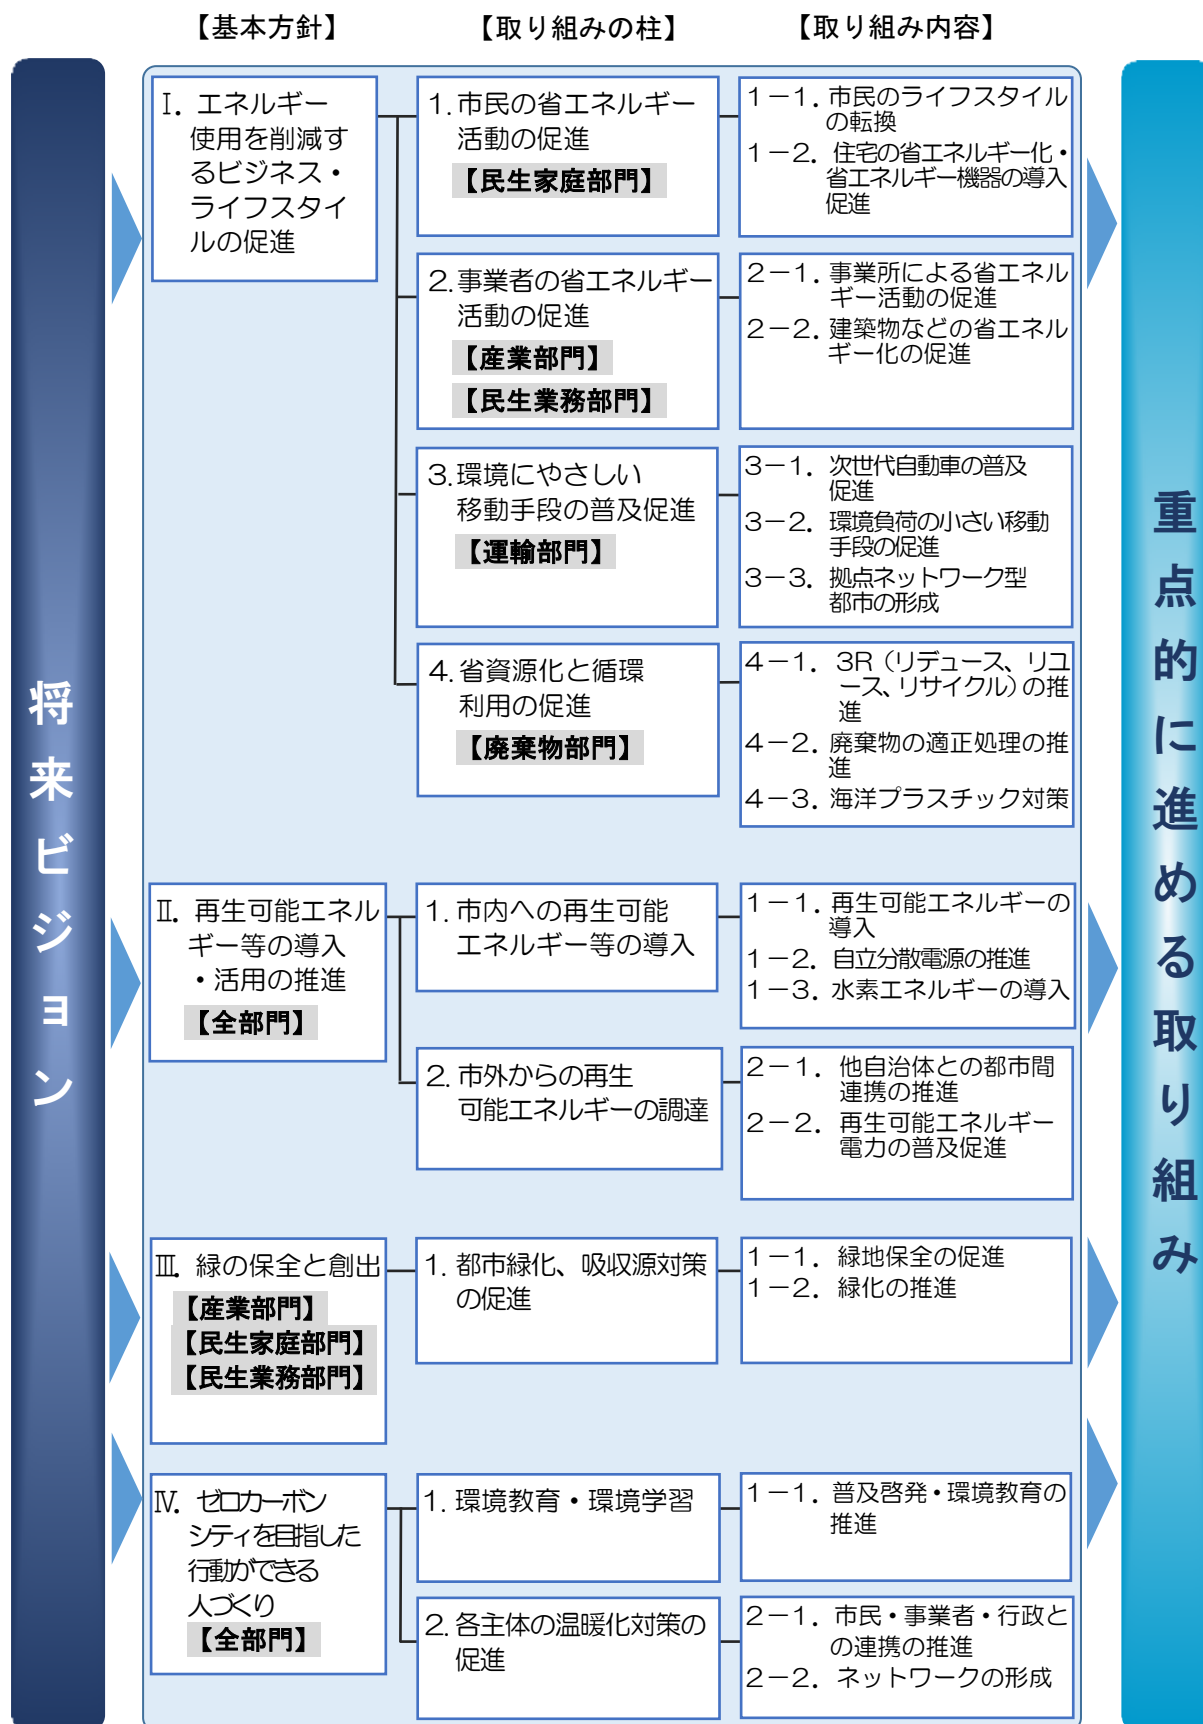 【基本方針】
【取り組みの柱】
【取り組み内容】
将来ビジョン
Ⅰ. エネルギー
使用を削減す
るビジネス・
ライフスタイ
ルの促進
1.市民の省エネルギー
活動の促進
【民生家庭部門】
1－1. 市民のライフスタイル
の転換
1－2. 住宅の省エネルギー化・
省エネルギー機器の導入
促進
2.事業者の省エネルギー
活動の促進
【産業部門】
【民生業務部門】
2－1. 事業所による省エネル
ギー活動の促進
2－2. 建築物などの省エネル
ギー化の促進
3.環境にやさしい
移動手段の普及促進
【運輸部門】
3－1. 次世代自動車の普及
促進
3－2. 環境負荷の小さい移動
手段の促進
3－3. 拠点ネットワーク型
都市の形成
4.省資源化と循環
利用の促進
【廃棄物部門】
4－1. 3R（リデュース、リユ
ース、リサイクル）の推
進
4－2. 廃棄物の適正処理の推
進
4－3. 海洋プラスチック対策
Ⅱ. 再生可能エネル
ギー等の導入
・活用の推進
【全部門】
1. 市内への再生可能
エネルギー等の導入
1－1. 再生可能エネルギーの
導入
1－2. 自立分散電源の推進
1－3. 水素エネルギーの導入
2. 市外からの再生
可能エネルギーの調達
2－1. 他自治体との都市間
連携の推進
2－2. 再生可能エネルギー
電力の普及促進
Ⅲ. 緑の保全と創出
【産業部門】
【民生家庭部門】
【民生業務部門】
1. 都市緑化、吸収源対策
の促進
1－1. 緑地保全の促進
1－2. 緑化の推進
Ⅳ. ゼロカーボン
シティを目指した
行動ができる
人づくり
【全部門】
1. 環境教育・環境学習
1－1. 普及啓発・環境教育の
推進
2. 各主体の温暖化対策の
促進
2－1. 市民・事業者・行政と
の連携の推進
2－2. ネットワークの形成
重点的に進める取り組み